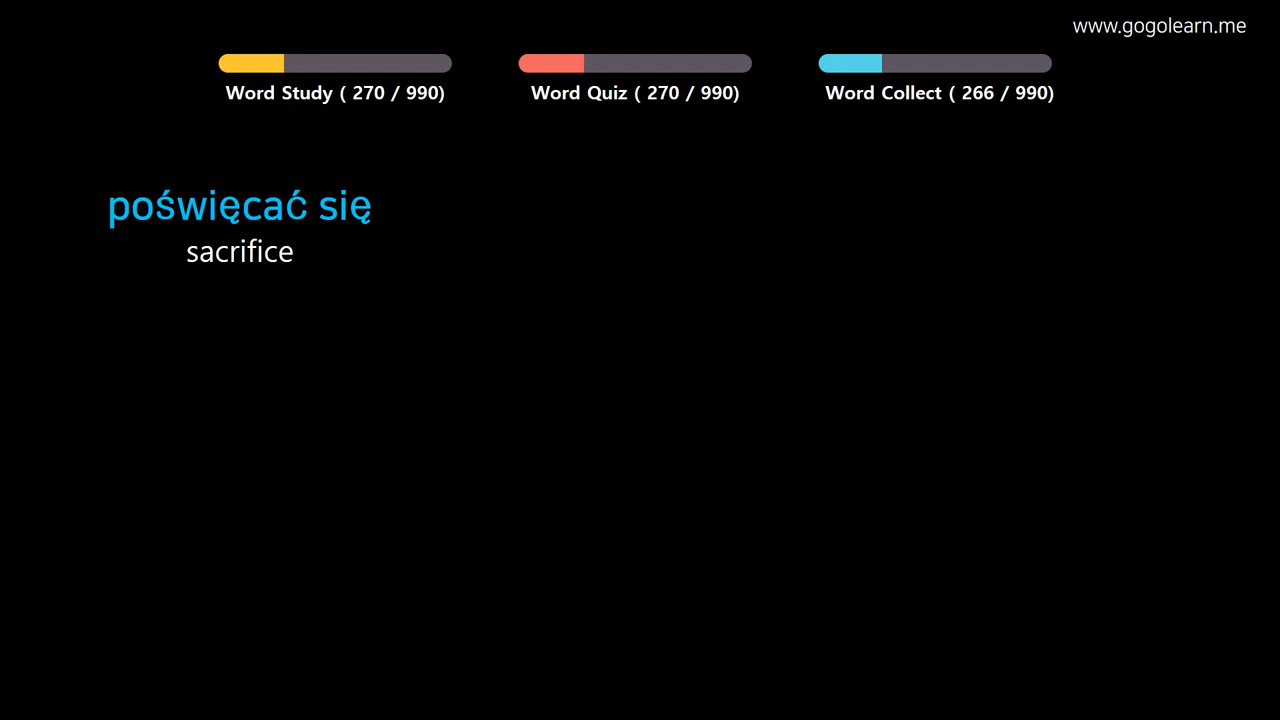 www.gogolearn.me
Word Study ( 270 / 990)
Word Quiz ( 270 / 990)
Word Collect ( 266 / 990)
poświęcać się
sacrifice